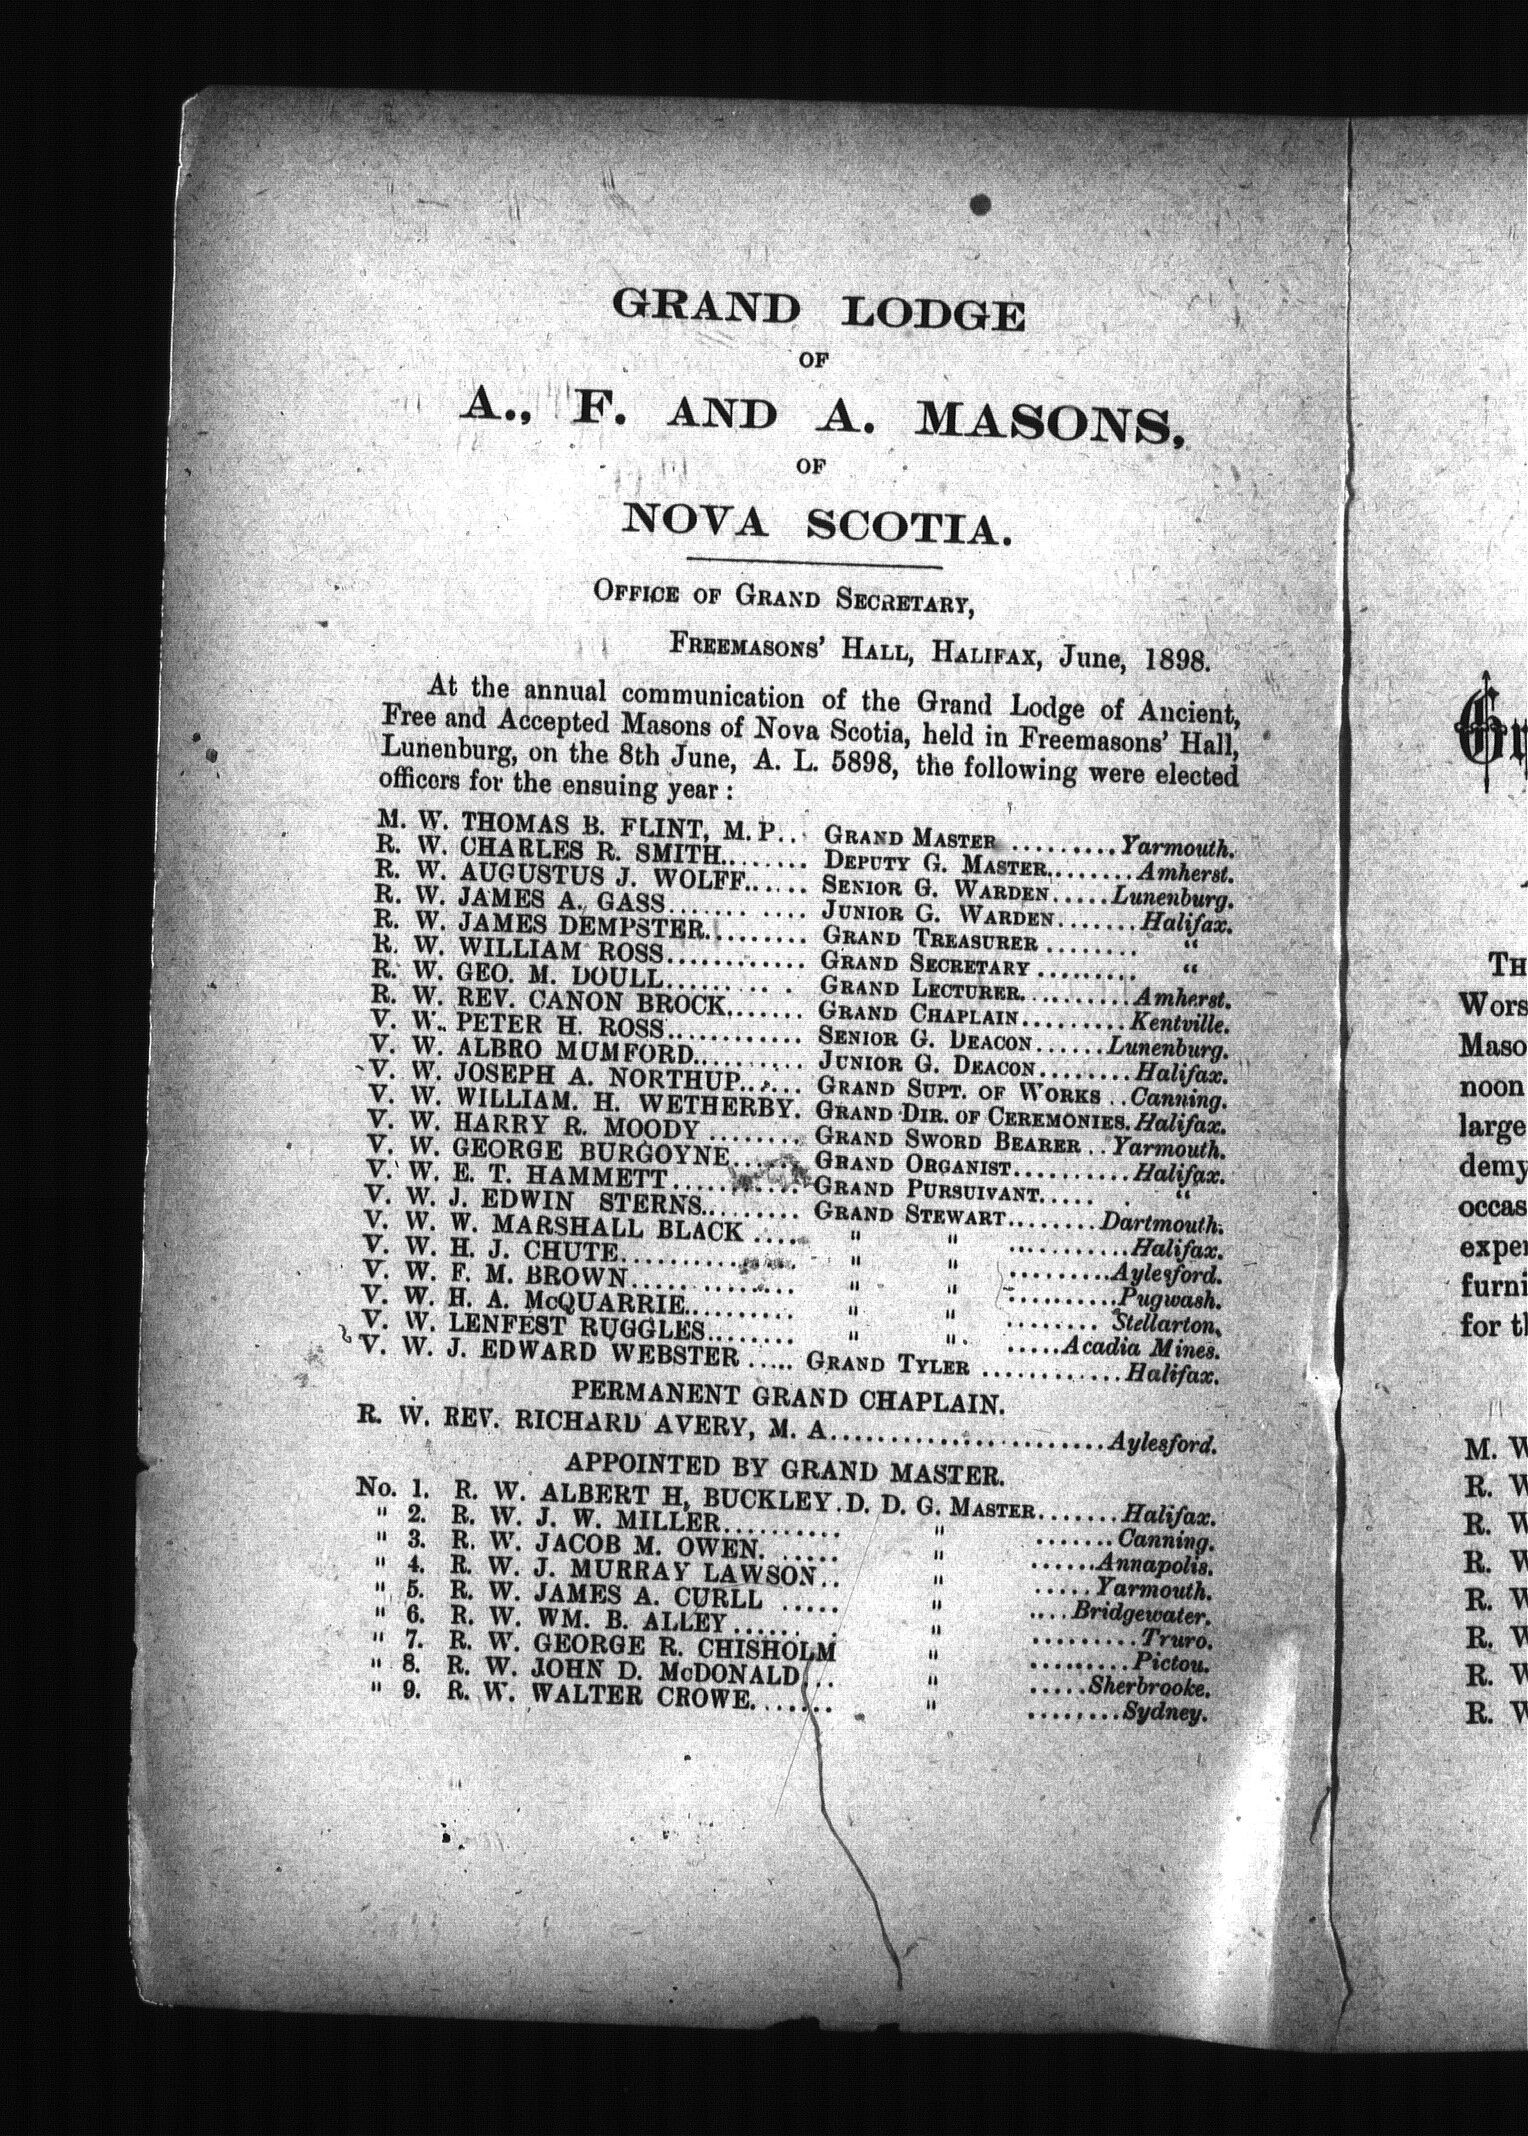 GRAND LODGE
OF
A., F. AND A. MASONS,
OF
NOVA SCOTIA.
OFFICE OF GRAND SECRETARY,
FREEMASONS' HALL, HALIFAX, June, 1898.
At the annual communication of the Grand Lodge of Ancient,
Free and Accepted Masons of Nova Scotia, held in Freemasons' Hall,
Lunenburg, on the 8th June, A. L. 5898, the following were elected
officers for the ensuing year :
M. W. THOMAS B. FLINT, M. P... GRAND MASTER ......... Yarmouth.
R. W. CHARLES R. SMITH........ DEPUTY G. MASTER........ Amherst.
R. W. AUGUSTUS J. WOLFF...... SENIOR G. WARDEN..... Lunenburg.
R. W. JAMES A. GASS........... JUNIOR G. WARDEN....... Halifax.
R. W. JAMES DEMPSTER......... GRAND TREASURER ........ "
R. W. WILLIAM ROSS............ GRAND SECRETARY ......... "
R. W. GEO. M. DOULL.......... GRAND LECTURER.......... Amherst.
R. W. REV. CANON BROCK....... GRAND CHAPLAIN......... Kentville.
V. W. PETER H. ROSS............ SENIOR G. DEACON...... Lunenburg.
V. W. ALBRO MUMFORD.......... JUNIOR G. DEACON........ Halifax.
V. W. JOSEPH A. NORTHUP...... GRAND SUPT. OF WORKS .. Canning.
V. W. WILLIAM. H. WETHERBY. GRAND DIR. OF CEREMONIES. Halifax.
V. W. HARRY R. MOODY ........ GRAND SWORD BEARER .. Yarmouth.
V. W. GEORGE BURGOYNE...... GRAND ORGANIST.......... Halifax.
V. W. E. T. HAMMETT............ GRAND PURSUIVANT..... . "
V. W. J. EDWIN STERNS......... GRAND STEWART........ Dartmouth.
V. W. W. MARSHALL BLACK .... " " ........... Halifax.
V. W. H. J. CHUTE.............. " " ......... Aylesford.
V. W. F. M. BROWN............. " " .......... Pugwash.
V. W. H. A. McQUARRIE......... " " ........ Stellarton.
V. W. LENFEST RUGGLES........ " " ..... Acadia Mines.
V. W. J. EDWARD WEBSTER ..... GRAND TYLER ............ Halifax.
PERMANENT GRAND CHAPLAIN.
R. W. REV. RICHARD AVERY, M. A........................ Aylesford.
APPOINTED BY GRAND MASTER.
No. 1. R. W. ALBERT H. BUCKLEY. D. D. G. MASTER....... Halifax.
" 2. R. W. J. W. MILLER.......... " ....... Canning.
" 3. R. W. JACOB M. OWEN....... " ...... Annapolis.
" 4. R. W. J. MURRAY LAWSON.. " ..... Yarmouth.
" 5. R. W. JAMES A. CURLL ..... " .... Bridgewater.
" 6. R. W. WM. B. ALLEY....... " ......... Truro.
" 7. R. W. GEORGE R. CHISHOLM " ......... Pictou.
" 8. R. W. JOHN D. McDONALD... " ..... Sherbrooke.
" 9. R. W. WALTER CROWE....... " ........ Sydney.
TH
Wors
Maso
noon
large
demy
occas
exper
furni
for th
M. W
R. W
R. W
R. W
R. W
R. W
R. W
R. W